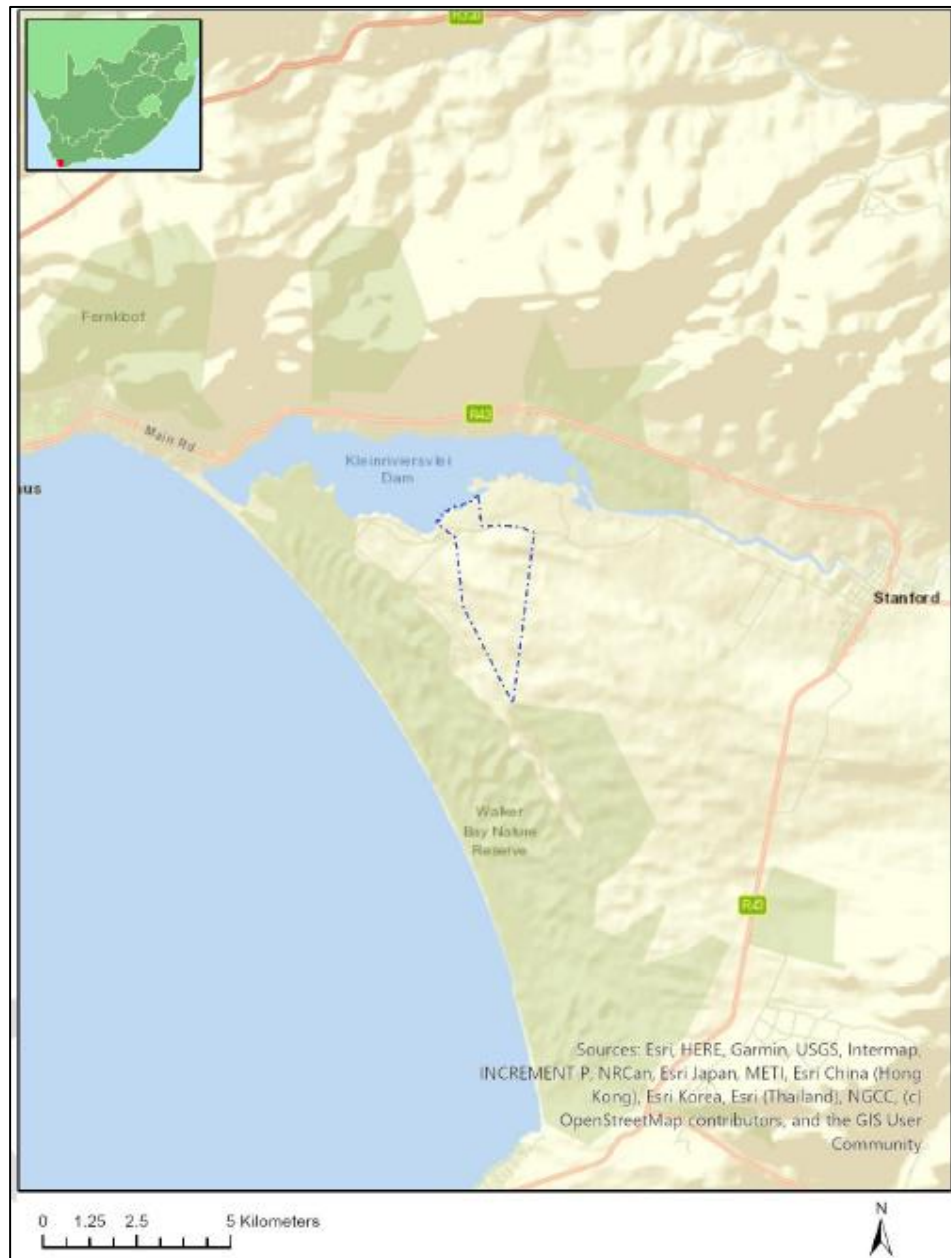 Fernkloof
Main Rd
R43
Kleinriviersvlei
Dam
us
Stanford
Walker
Bay Nature
Reserve
R43
Sources: Esri, HERE, Garmin, USGS, Intermap,
INCREMENT P, NRCan, Esri Japan, METI, Esri China (Hong
Kong), Esri Korea, Esri (Thailand), NGCC, (c)
OpenStreetMap contributors, and the GIS User
Community
0 1.25 2.5 5 Kilometers
N